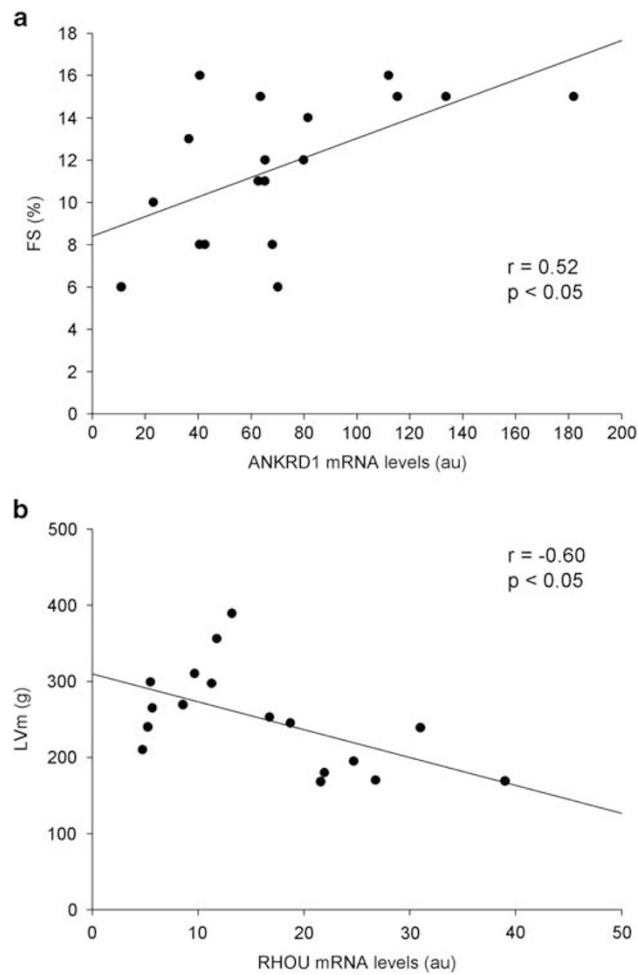 a
18
16
14
12
10
8
6
4
2
0
FS (%)
r = 0.52
p < 0.05
0 20 40 60 80 100 120 140 160 180 200
ANKRD1 mRNA levels (au)
b
500
400
300
200
100
0
LVm (g)
r = -0.60
p < 0.05
0 10 20 30 40 50
RHOU mRNA levels (au)